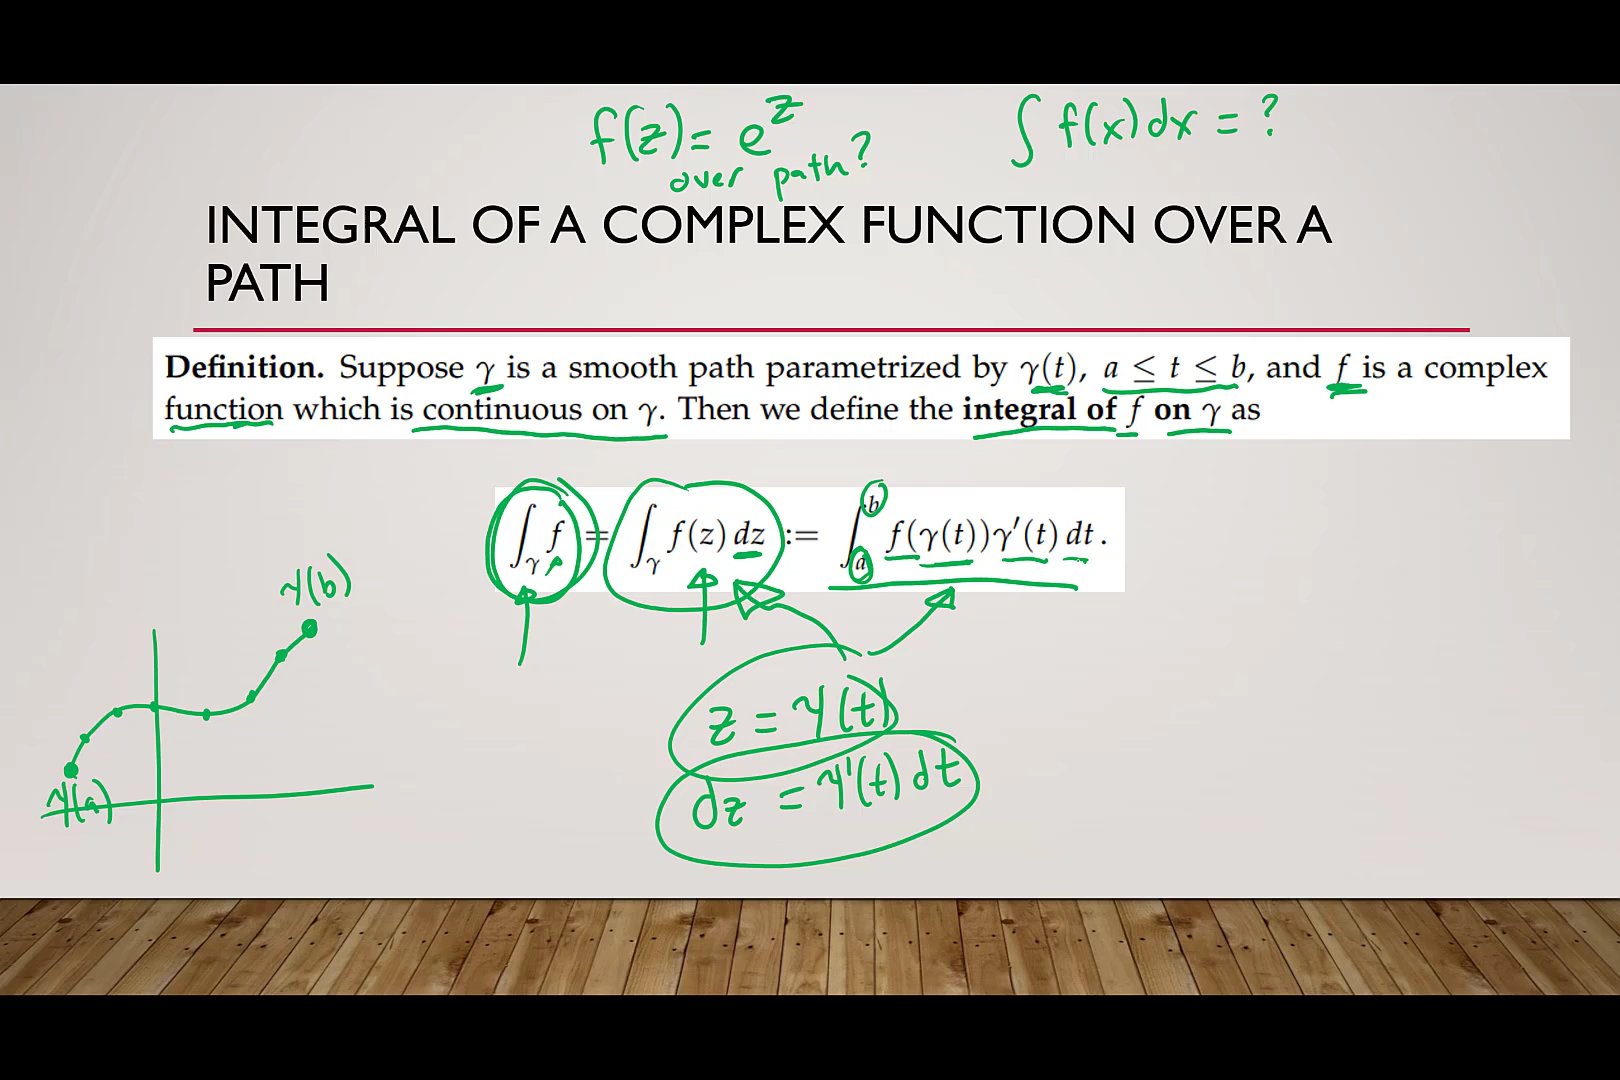 f(z) = e^z
over path?
∫ f(x) dx = ?
INTEGRAL OF A COMPLEX FUNCTION OVER A
PATH
Definition. Suppose γ is a smooth path parametrized by γ(t), a ≤ t ≤ b, and f is a complex
function which is continuous on γ. Then we define the integral of f on γ as
∫_γ f = ∫_γ f(z) dz := ∫_a^b f(γ(t))γ′(t) dt.
γ(b)
γ(a)
z = γ(t)
dz = γ'(t) dt